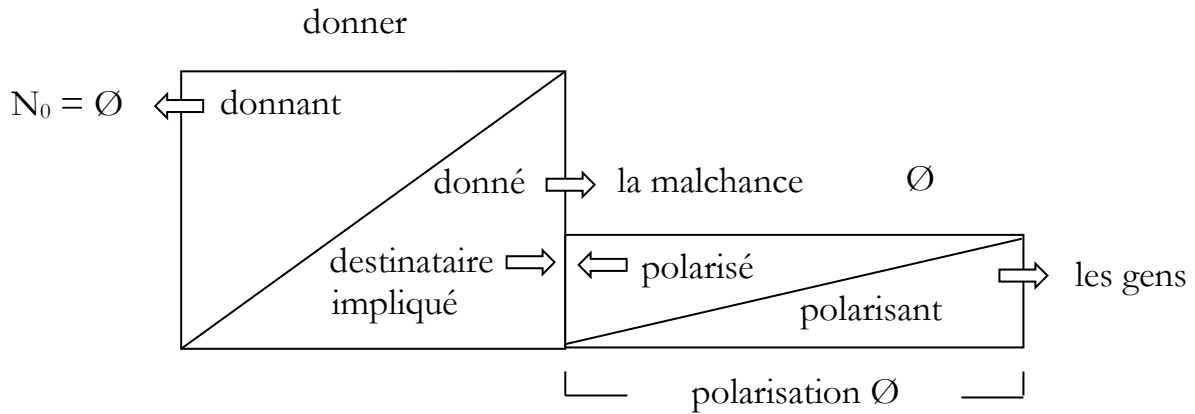 donner
N₀ = Ø donnant
donné la malchance Ø
destinataire polarisé
impliqué
les gens
polarisant
polarisation Ø